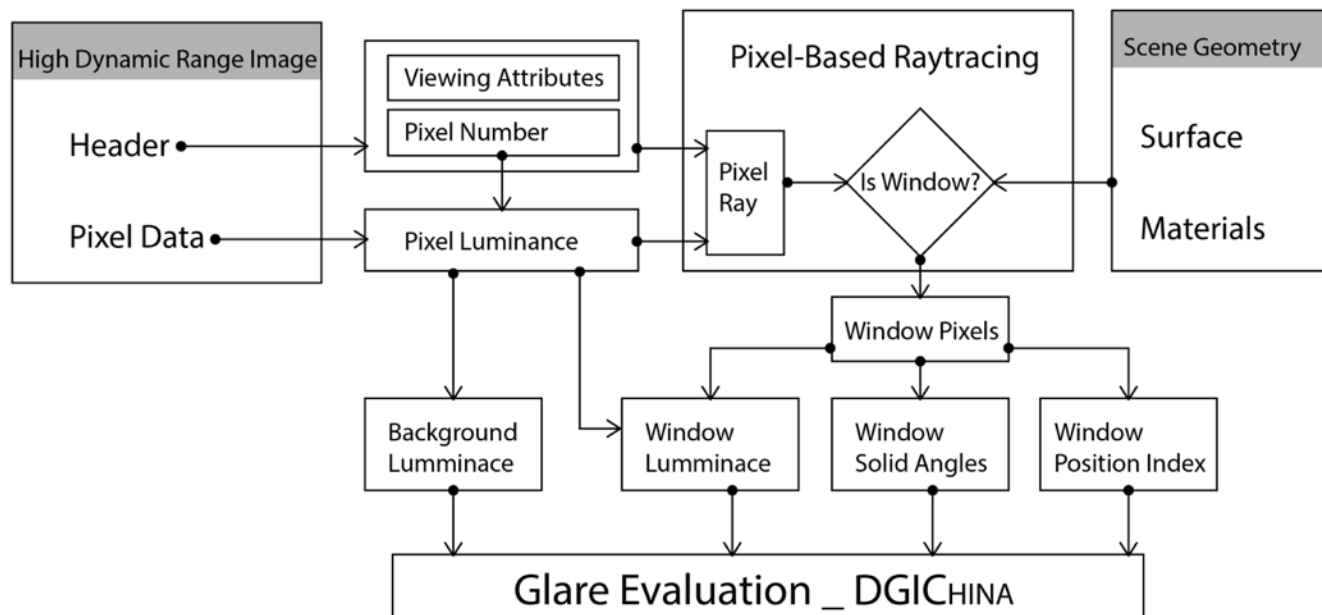 High Dynamic Range Image
Header
Pixel Data
Viewing Attributes
Pixel Number
Pixel Luminance
Pixel-Based Raytracing
Pixel
Ray
Is Window?
Scene Geometry
Surface
Materials
Window Pixels
Background
Lumminace
Window
Lumminace
Window
Solid Angles
Window
Position Index
Glare Evaluation _ DGICHINA